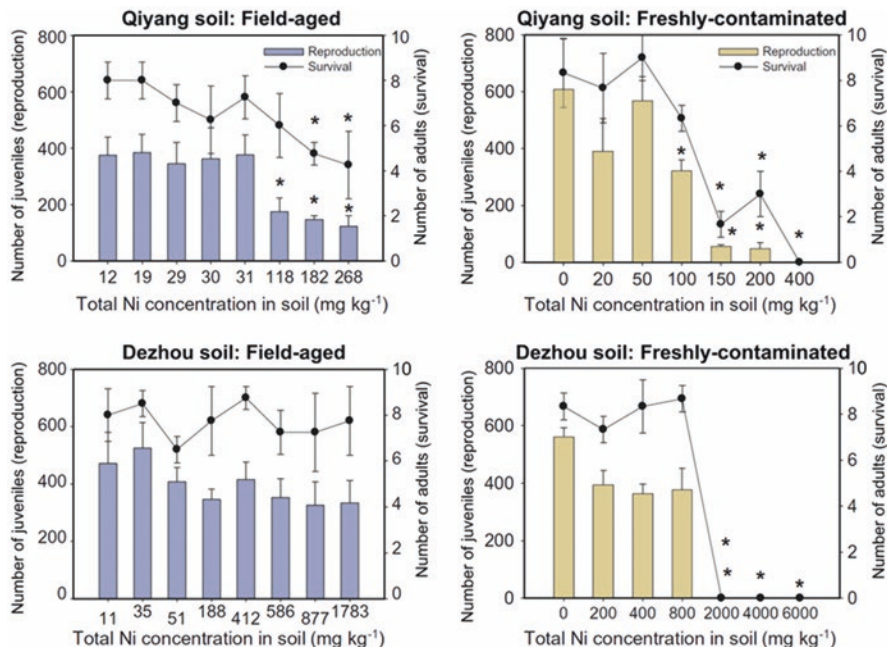 Qiyang soil: Field-aged
Number of juveniles (reproduction)
800
600
400
200
0
Reproduction
Survival
* *
* * *
10
8
6
4
2
0
Number of adults (survival)
12 19 29 30 31 118 182 268
Total Ni concentration in soil (mg kg⁻¹)
Qiyang soil: Freshly-contaminated
Number of juveniles (reproduction)
800
600
400
200
0
Reproduction
Survival
* * * * * *
10
8
6
4
2
0
Number of adults (survival)
0 20 50 100 150 200 400
Total Ni concentration in soil (mg kg⁻¹)
Dezhou soil: Field-aged
Number of juveniles (reproduction)
800
600
400
200
0
10
8
6
4
2
0
Number of adults (survival)
11 35 51 188 412 586 877 1783
Total Ni concentration in soil (mg kg⁻¹)
Dezhou soil: Freshly-contaminated
Number of juveniles (reproduction)
800
600
400
200
0
*
* * *
10
8
6
4
2
0
Number of adults (survival)
0 200 400 800 2000 4000 6000
Total Ni concentration in soil (mg kg⁻¹)